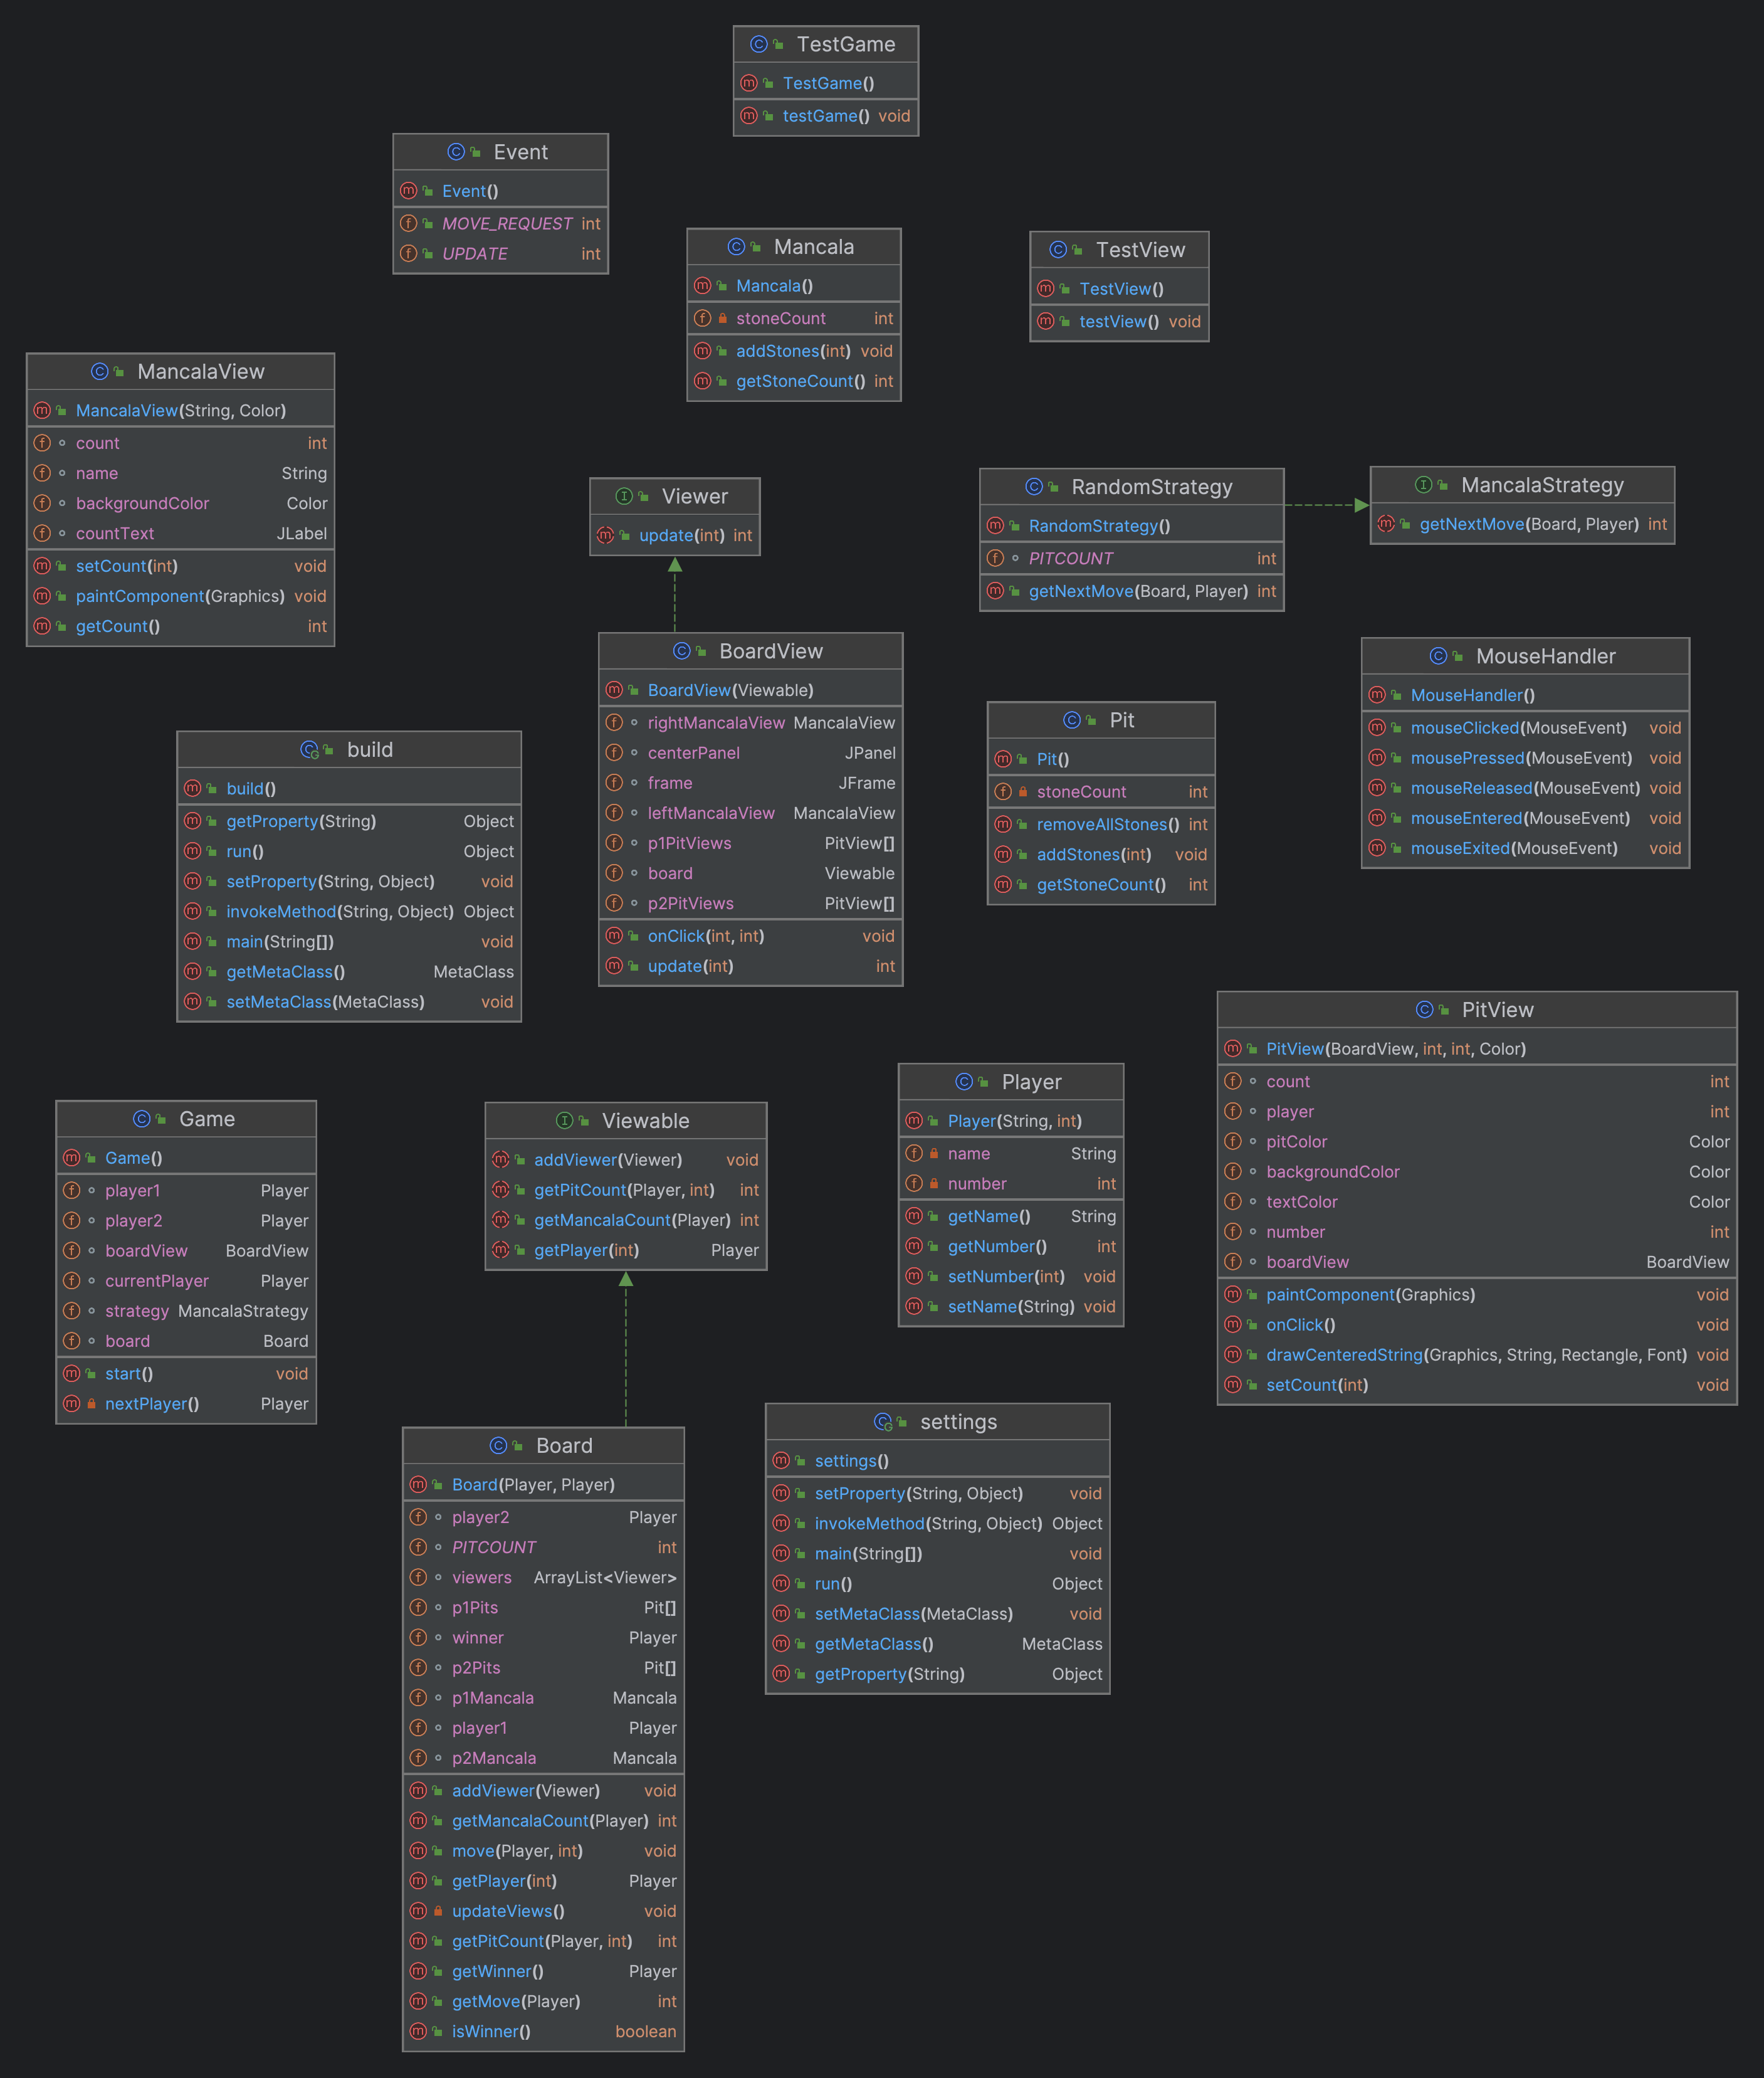 TestGame
TestGame()
testGame() void
Event
Event()
MOVE_REQUEST int
UPDATE int
Mancala
Mancala()
stoneCount int
addStones(int) void
getStoneCount() int
TestView
TestView()
testView() void
MancalaView
MancalaView(String, Color)
count int
name String
backgroundColor Color
countText JLabel
setCount(int) void
paintComponent(Graphics) void
getCount() int
Viewer
update(int) int
RandomStrategy
RandomStrategy()
PITCOUNT int
getNextMove(Board, Player) int
MancalaStrategy
getNextMove(Board, Player) int
BoardView
BoardView(Viewable)
rightMancalaView MancalaView
centerPanel JPanel
frame JFrame
leftMancalaView MancalaView
p1PitViews PitView[]
board Viewable
p2PitViews PitView[]
onClick(int, int) void
update(int) int
MouseHandler
MouseHandler()
mouseClicked(MouseEvent) void
mousePressed(MouseEvent) void
mouseReleased(MouseEvent) void
mouseEntered(MouseEvent) void
mouseExited(MouseEvent) void
Pit
Pit()
stoneCount int
removeAllStones() int
addStones(int) void
getStoneCount() int
build
build()
getProperty(String) Object
run() Object
setProperty(String, Object) void
invokeMethod(String, Object) Object
main(String[]) void
getMetaClass() MetaClass
setMetaClass(MetaClass) void
PitView
PitView(BoardView, int, int, Color)
count int
player int
pitColor Color
backgroundColor Color
textColor Color
number int
boardView BoardView
paintComponent(Graphics) void
onClick() void
drawCenteredString(Graphics, String, Rectangle, Font) void
setCount(int) void
Player
Player(String, int)
name String
number int
getName() String
getNumber() int
setNumber(int) void
setName(String) void
Game
Game()
player1 Player
player2 Player
boardView BoardView
currentPlayer Player
strategy MancalaStrategy
board Board
start() void
nextPlayer() Player
Viewable
addViewer(Viewer) void
getPitCount(Player, int) int
getMancalaCount(Player) int
getPlayer(int) Player
settings
settings()
setProperty(String, Object) void
invokeMethod(String, Object) Object
main(String[]) void
run() Object
setMetaClass(MetaClass) void
getMetaClass() MetaClass
getProperty(String) Object
Board
Board(Player, Player)
player2 Player
PITCOUNT int
viewers ArrayList<Viewer>
p1Pits Pit[]
winner Player
p2Pits Pit[]
p1Mancala Mancala
player1 Player
p2Mancala Mancala
addViewer(Viewer) void
getMancalaCount(Player) int
move(Player, int) void
getPlayer(int) Player
updateViews() void
getPitCount(Player, int) int
getWinner() Player
getMove(Player) int
isWinner() boolean